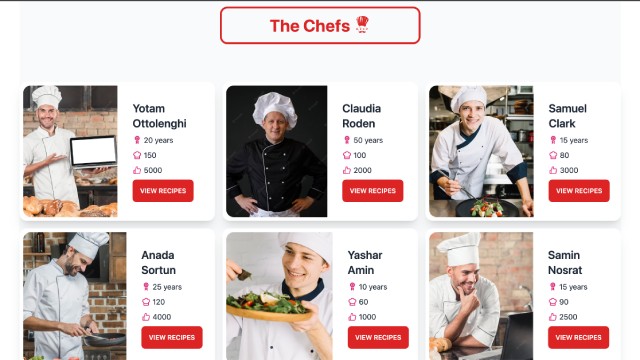 The Chefs
Yotam
Ottolenghi
20 years
150
5000
VIEW RECIPES
Claudia
Roden
50 years
100
2000
VIEW RECIPES
Samuel
Clark
15 years
80
3000
VIEW RECIPES
Anada
Sortun
25 years
120
4000
VIEW RECIPES
Yashar
Amin
10 years
60
1000
VIEW RECIPES
Samin
Nosrat
15 years
90
2500
VIEW RECIPES